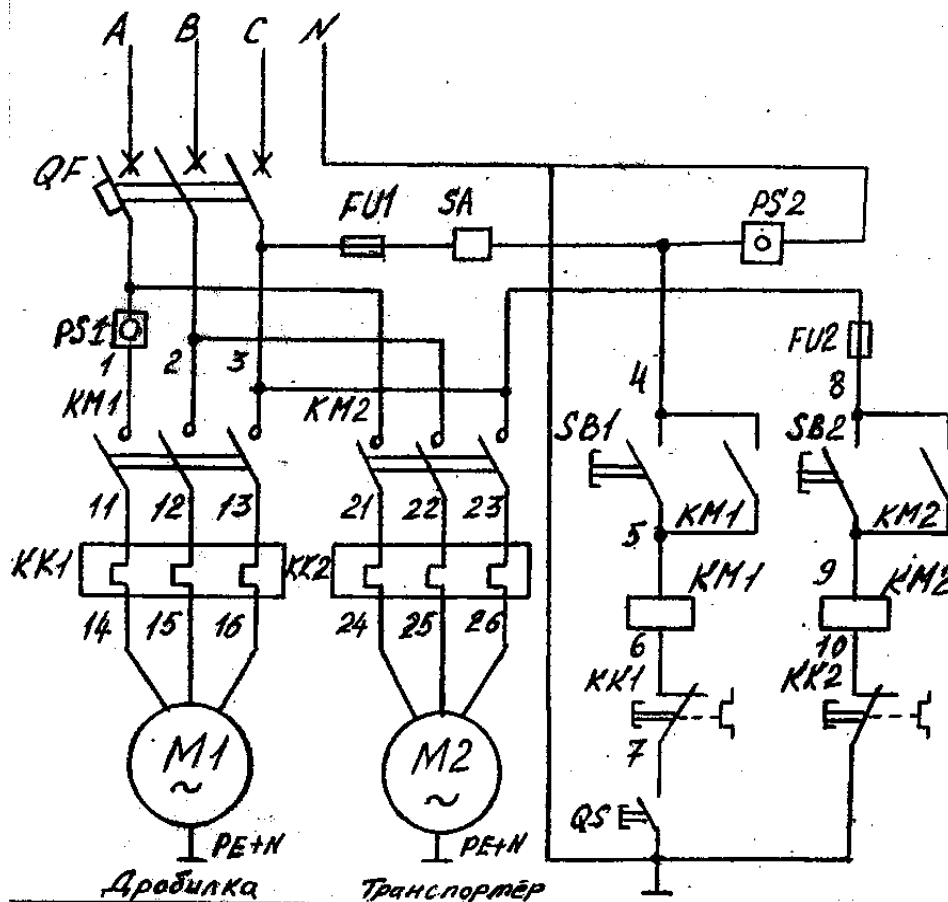 A B C N
QF
FU1 SA PS2
PS1
1 2 3
FU2
4 8
KM1 KM2
SB1 SB2
11 12 13 21 22 23
KM1 KM2
5 9
KK1 KK2
KM1 KM2
14 15 16 24 25 26
6 10
KK1 KK2
M1 M2
~ ~
7
QS
PE+N PE+N
Дробилка Транспортёр